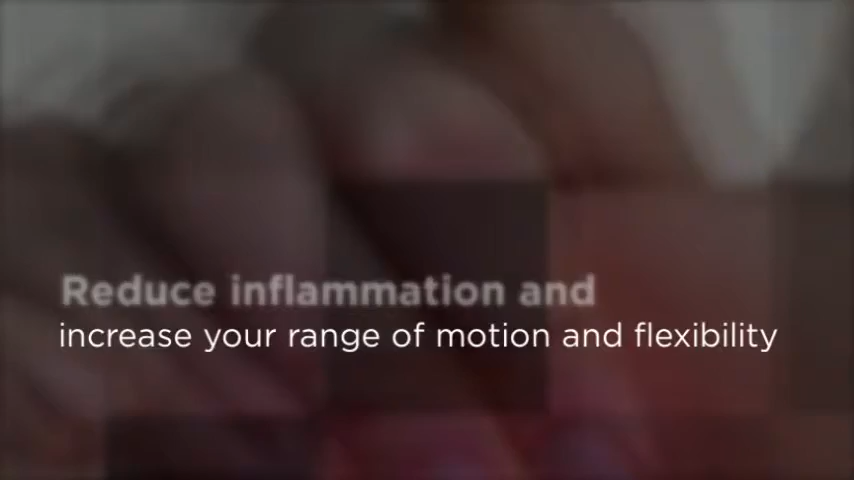 Reduce inflammation and
increase your range of motion and flexibility